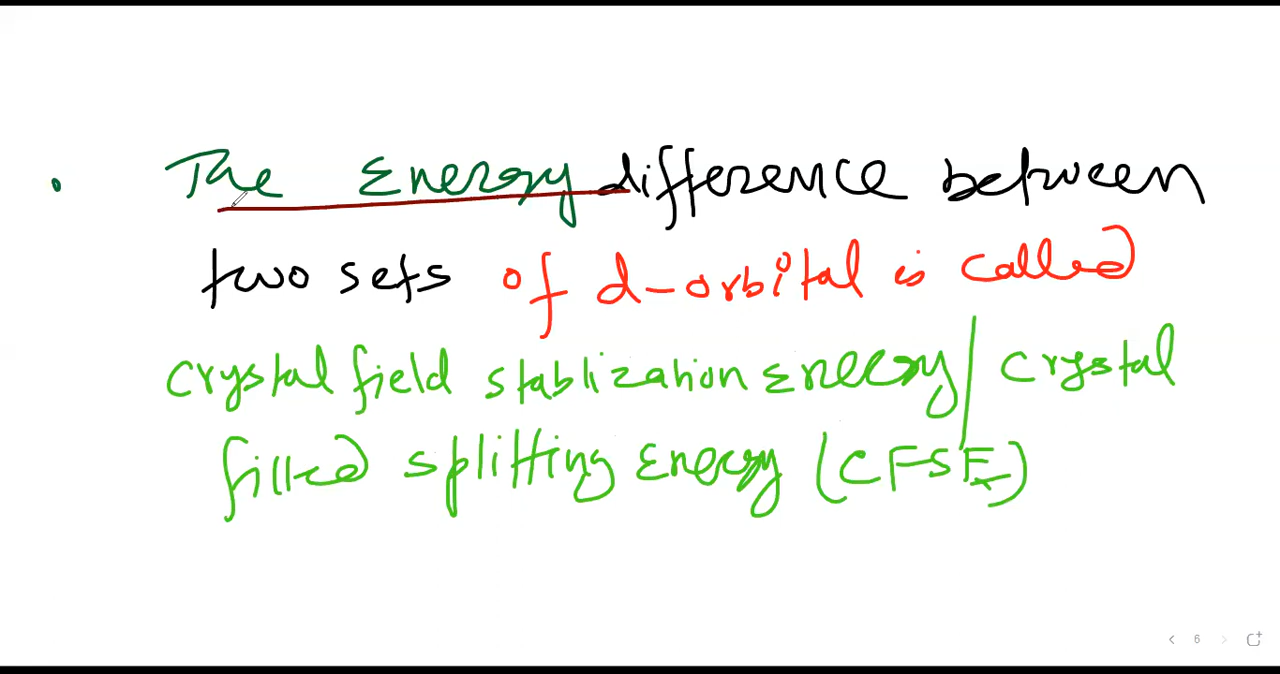 The Energy difference between
two sets of d-orbital is called
crystal field stablization energy/crystal
filled splitting energy (CFSE)
6